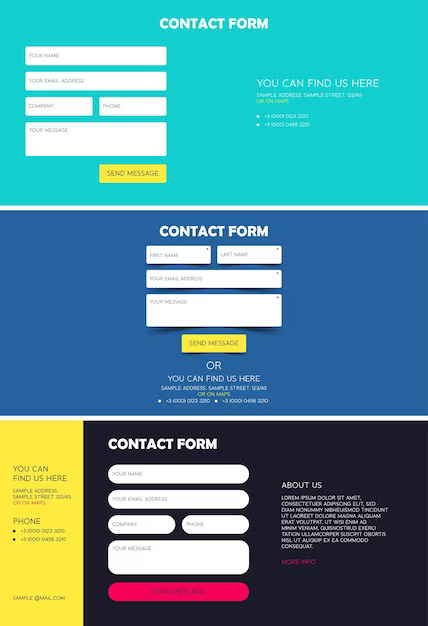 CONTACT FORM
YOUR NAME
YOUR EMAIL ADDRESS
COMPANY
PHONE
YOUR MESSAGE
SEND MESSAGE
YOU CAN FIND US HERE
SAMPLE ADDRESS, SAMPLE STREET. 123/45
OR ON MAPS
+3 (000) 0123 3210
+3 (000) 0456 3210
CONTACT FORM
FIRST NAME *
LAST NAME *
YOUR EMAIL ADDRESS *
YOUR MESSAGE *
SEND MESSAGE
OR
YOU CAN FIND US HERE
SAMPLE ADDRESS, SAMPLE STREET. 123/45
OR ON MAPS
+3 (000) 0123 3210 +3 (000) 0456 3210
YOU CAN
FIND US HERE
SAMPLE ADDRESS,
SAMPLE STREET. 123/45
OR ON MAPS
PHONE
+3 (000) 0123 3210
+3 (000) 0456 3210
SAMPLE @MAIL.COM
CONTACT FORM
YOUR NAME
YOUR EMAIL ADDRESS
COMPANY
PHONE
YOUR MESSAGE
SEND MESSAGE
ABOUT US
LOREM IPSUM DOLOR SIT AMET,
CONSECTETUER ADIPISCING ELIT, SED
DIAM NONUMMY NIBHEUISMOD TINCIDUNT
UT LAOREET DOLORE MAGNA ALIQUAM
ERAT VOLUTPAT. UT WISI ENIM AD
MINIM VENIAM, QUISNOSTRUD EXERCI
TATION ULLAMCORPER SUSCIPIT LOBORTIS
NISL UT ALIQUIP EX EA COMMODO
CONSEQUAT.
MORE INFO